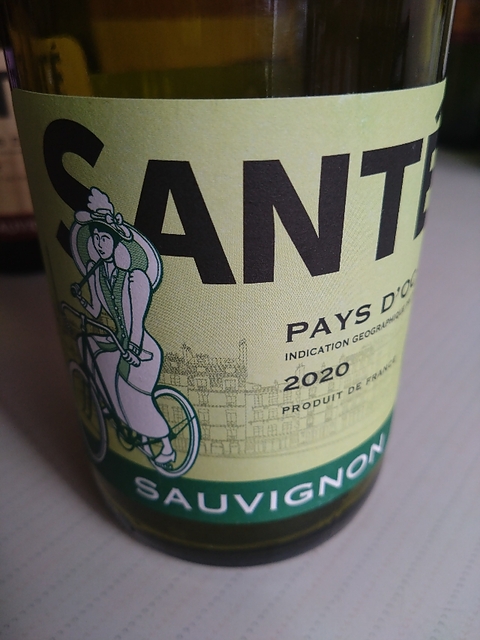 SANTÉ
PAYS D'OC
INDICATION GEOGRAPHIQUE
2020
PRODUIT DE FRANCE
SAUVIGNON